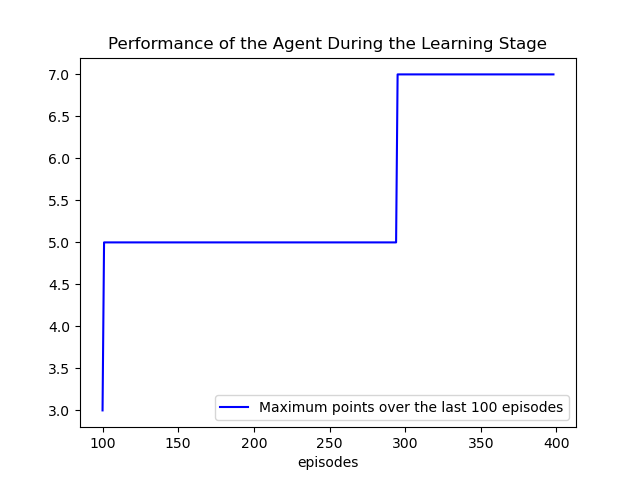 Performance of the Agent During the Learning Stage
7.0
6.5
6.0
5.5
5.0
4.5
4.0
3.5
3.0
Maximum points over the last 100 episodes
100 150 200 250 300 350 400
episodes